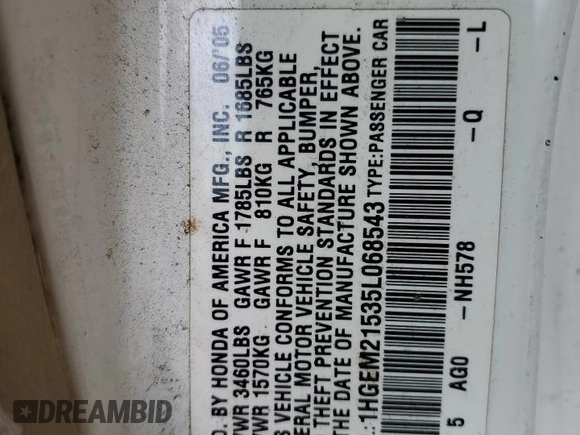 D. BY HONDA OF AMERICA MFG., INC. 06/'05
VWR 3460LBS GAWR F 1785LBS R 1685LBS
VWR 1570KG GAWR F 810KG R 765KG
S VEHICLE CONFORMS TO ALL APPLICABLE
ERAL MOTOR VEHICLE SAFETY, BUMPER,
THEFT PREVENTION STANDARDS IN EFFECT
THE DATE OF MANUFACTURE SHOWN ABOVE.
1HGEM21535L068543 TYPE:PASSENGER CAR
5 AG0 -NH578 -Q -L
DREAMBID